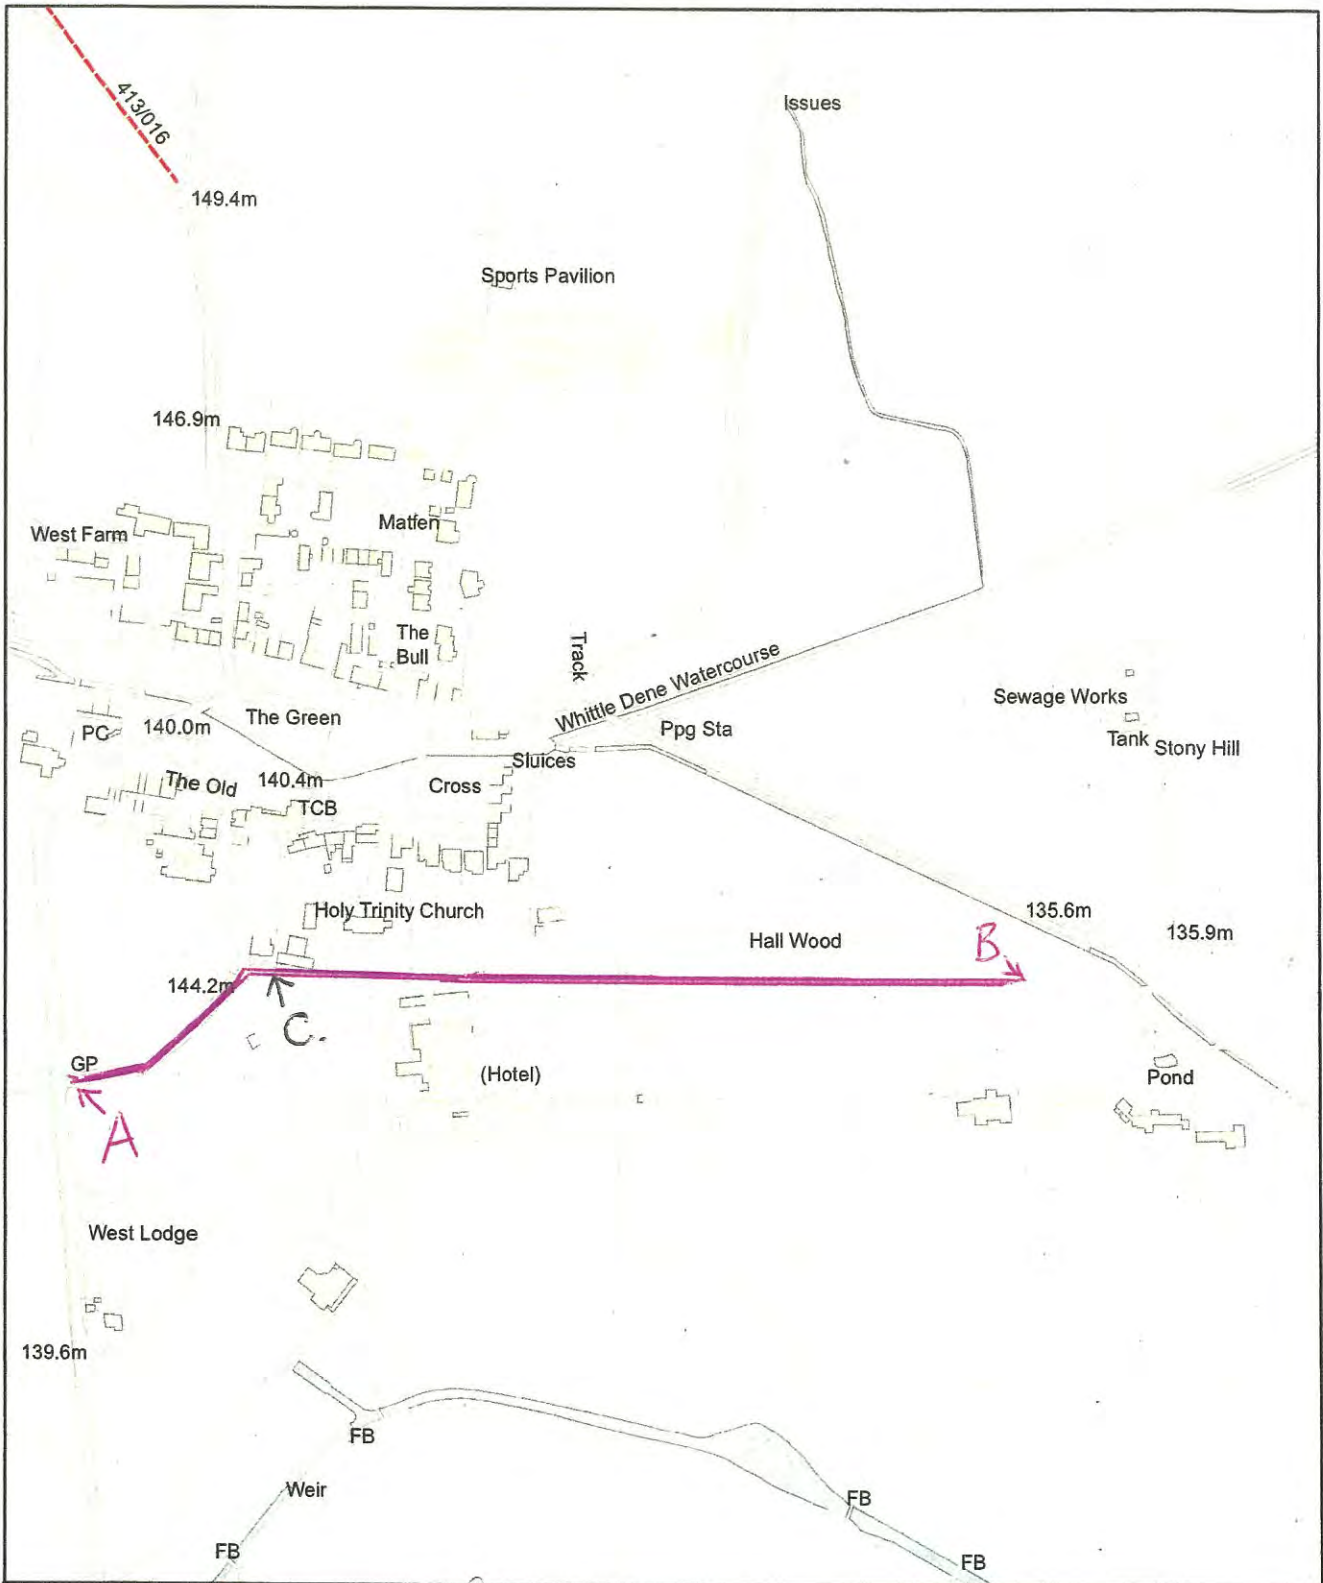 413/016
Issues
149.4m
Sports Pavilion
146.9m
Matfen
West Farm
The
Bull
Track
Whittle Dene Watercourse
Sewage Works
The Green
PC
140.0m
Ppg Sta
Tank
Stony Hill
Sluices
The Old
140.4m
Cross
TCB
Holy Trinity Church
135.6m
135.9m
Hall Wood
B
144.2m
C.
GP
(Hotel)
Pond
A
West Lodge
139.6m
FB
Weir
FB
FB
FB